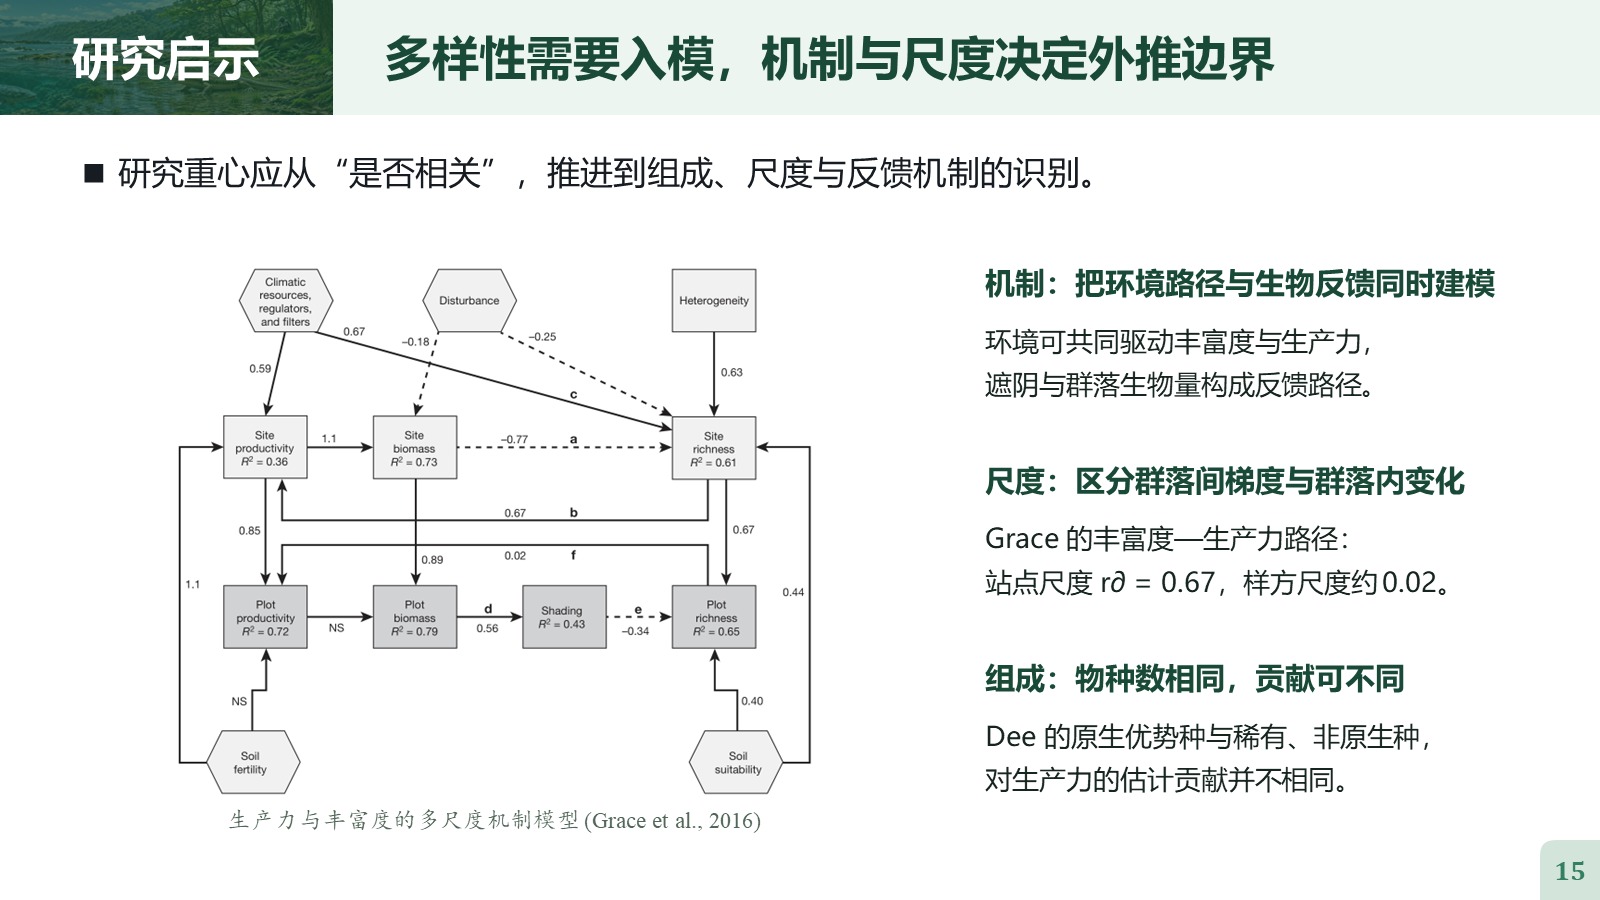 研究启示
多样性需要入模，机制与尺度决定外推边界
■ 研究重心应从“是否相关”，推进到组成、尺度与反馈机制的识别。
Climatic
resources,
regulators,
and filters
Disturbance
Heterogeneity
0.67
−0.18
−0.25
0.59
0.63
c
Site
productivity
R² = 0.36
1.1
Site
biomass
R² = 0.73
−0.77
a
Site
richness
R² = 0.61
0.67
b
0.85
0.67
0.02
f
0.89
1.1
0.44
Plot
productivity
R² = 0.72
NS
Plot
biomass
R² = 0.79
d
0.56
Shading
R² = 0.43
e
−0.34
Plot
richness
R² = 0.65
NS
0.40
Soil
fertility
Soil
suitability
生产力与丰富度的多尺度机制模型 (Grace et al., 2016)
机制：把环境路径与生物反馈同时建模
环境可共同驱动丰富度与生产力，
遮阴与群落生物量构成反馈路径。
尺度：区分群落间梯度与群落内变化
Grace 的丰富度—生产力路径：
站点尺度 r∂ = 0.67，样方尺度约 0.02。
组成：物种数相同，贡献可不同
Dee 的原生优势种与稀有、非原生种，
对生产力的估计贡献并不相同。
15